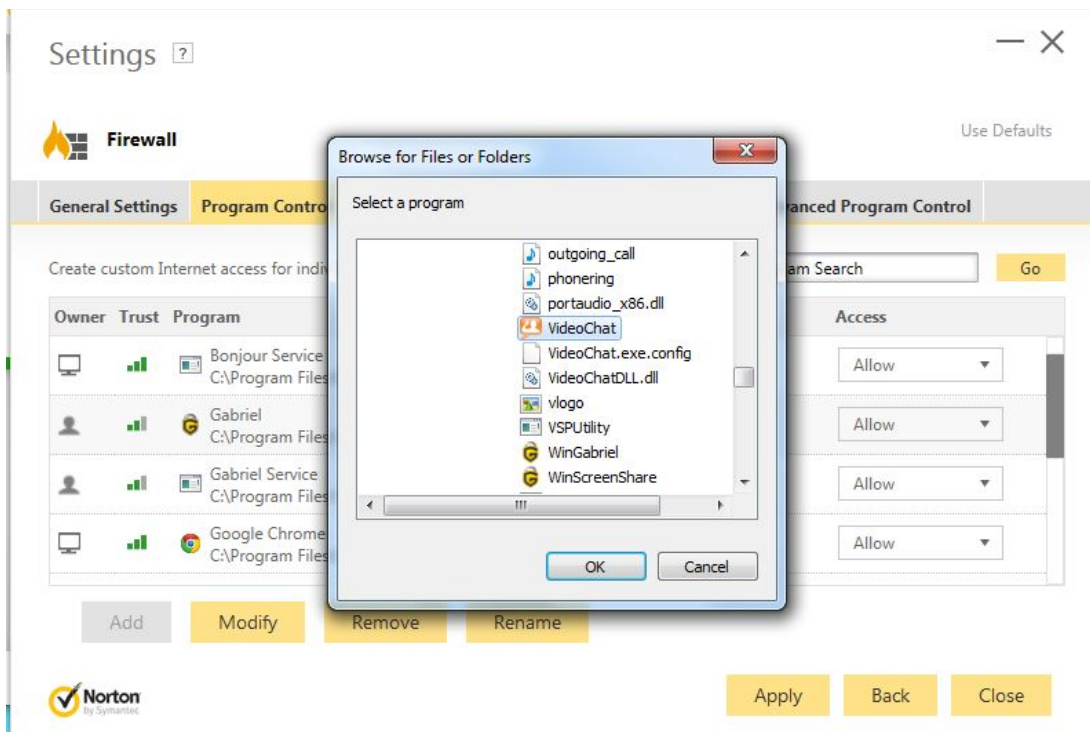 Settings ?
Firewall
Use Defaults
General Settings Program Contro
anced Program Control
Create custom Internet access for indiv
am Search
Go
Owner Trust Program
Access
Bonjour Service
C:\Program Files
Allow
Gabriel
C:\Program Files
Allow
Gabriel Service
C:\Program Files
Allow
Google Chrome
C:\Program Files
Allow
Browse for Files or Folders
Select a program
outgoing_call
phonering
portaudio_x86.dll
VideoChat
VideoChat.exe.config
VideoChatDLL.dll
vlogo
VSPUtility
WinGabriel
WinScreenShare
OK Cancel
Add Modify Remove Rename
Norton
by Symantec
Apply Back Close